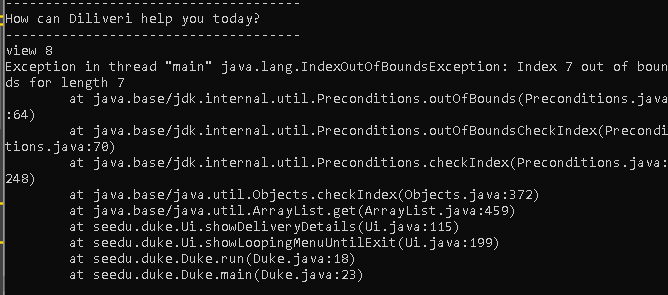 --------------------------------------
How can Diliveri help you today?
--------------------------------------
view 8
Exception in thread "main" java.lang.IndexOutOfBoundsException: Index 7 out of boun
ds for length 7
at java.base/jdk.internal.util.Preconditions.outOfBounds(Preconditions.java
:64)
at java.base/jdk.internal.util.Preconditions.outOfBoundsCheckIndex(Precondi
tions.java:70)
at java.base/jdk.internal.util.Preconditions.checkIndex(Preconditions.java:
248)
at java.base/java.util.Objects.checkIndex(Objects.java:372)
at java.base/java.util.ArrayList.get(ArrayList.java:459)
at seedu.duke.Ui.showDeliveryDetails(Ui.java:115)
at seedu.duke.Ui.showLoopingMenuUntilExit(Ui.java:199)
at seedu.duke.Duke.run(Duke.java:18)
at seedu.duke.Duke.main(Duke.java:23)